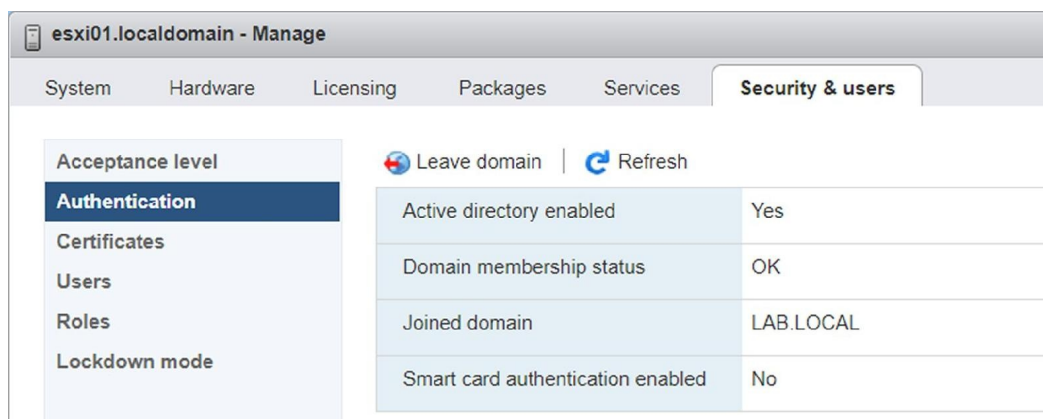 esxi01.localdomain - Manage
System Hardware Licensing Packages Services Security & users
Acceptance level
Authentication
Certificates
Users
Roles
Lockdown mode
Leave domain Refresh
Active directory enabled Yes
Domain membership status OK
Joined domain LAB.LOCAL
Smart card authentication enabled No